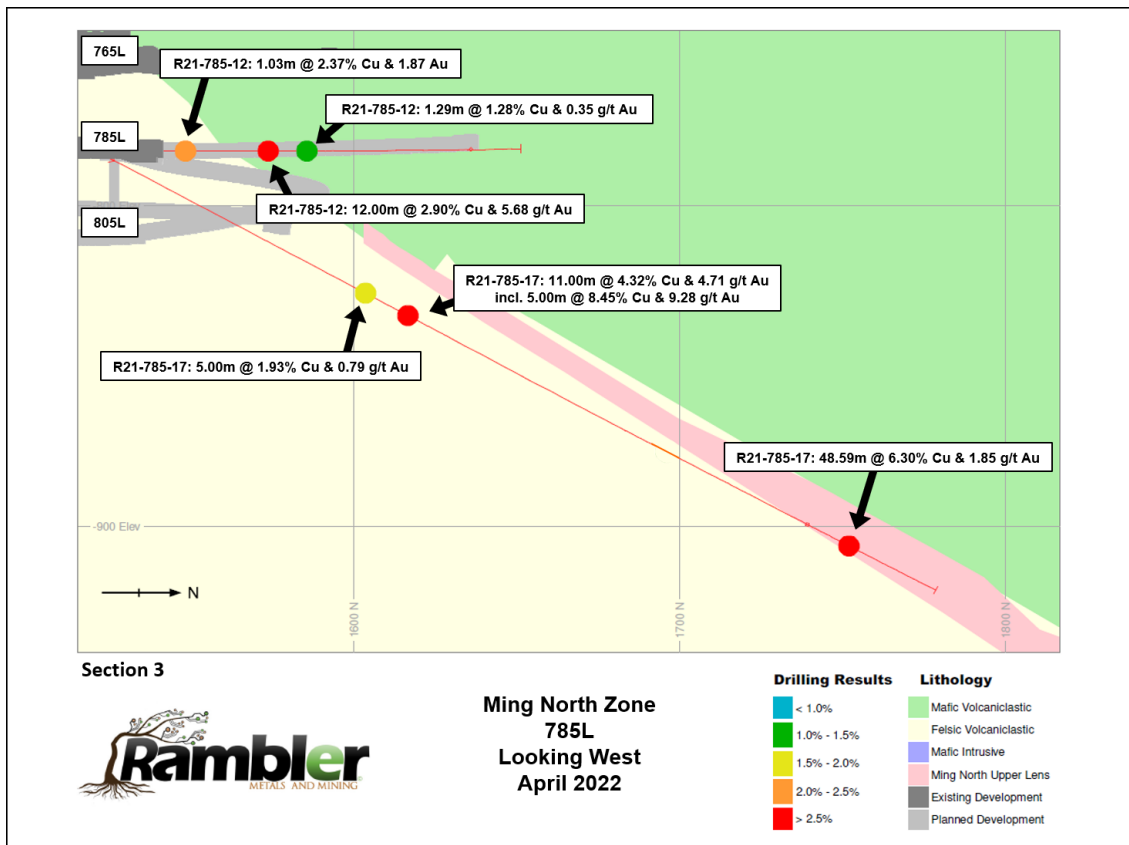 765L
R21-785-12: 1.03m @ 2.37% Cu & 1.87 Au
R21-785-12: 1.29m @ 1.28% Cu & 0.35 g/t Au
785L
R21-785-12: 12.00m @ 2.90% Cu & 5.68 g/t Au
805L
R21-785-17: 11.00m @ 4.32% Cu & 4.71 g/t Au
incl. 5.00m @ 8.45% Cu & 9.28 g/t Au
R21-785-17: 5.00m @ 1.93% Cu & 0.79 g/t Au
R21-785-17: 48.59m @ 6.30% Cu & 1.85 g/t Au
-900 Elev
N
1600 N
1700 N
1800 N
Section 3
Rambler
METALS AND MINING
Ming North Zone
785L
Looking West
April 2022
Drilling Results
< 1.0%
1.0% - 1.5%
1.5% - 2.0%
2.0% - 2.5%
> 2.5%
Lithology
Mafic Volcaniclastic
Felsic Volcaniclastic
Mafic Intrusive
Ming North Upper Lens
Existing Development
Planned Development